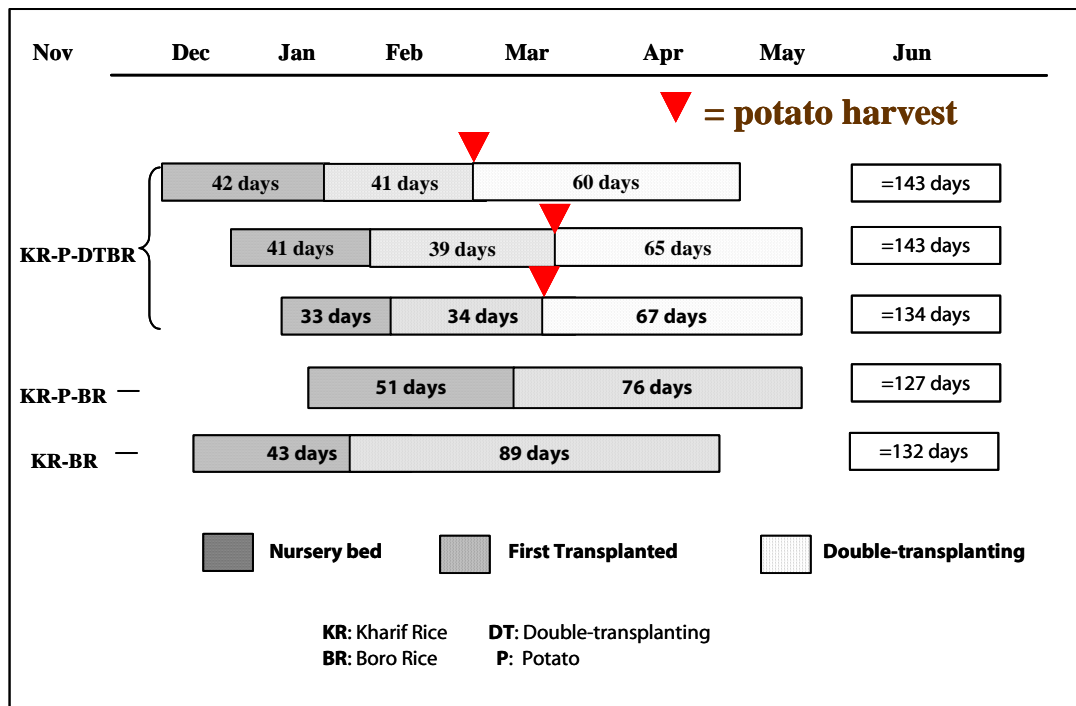 Nov Dec Jan Feb Mar Apr May Jun
= potato harvest
42 days 41 days 60 days =143 days
KR-P-DTBR 41 days 39 days 65 days =143 days
33 days 34 days 67 days =134 days
KR-P-BR — 51 days 76 days =127 days
KR-BR — 43 days 89 days =132 days
Nursery bed First Transplanted Double-transplanting
KR: Kharif Rice DT: Double-transplanting
BR: Boro Rice P: Potato